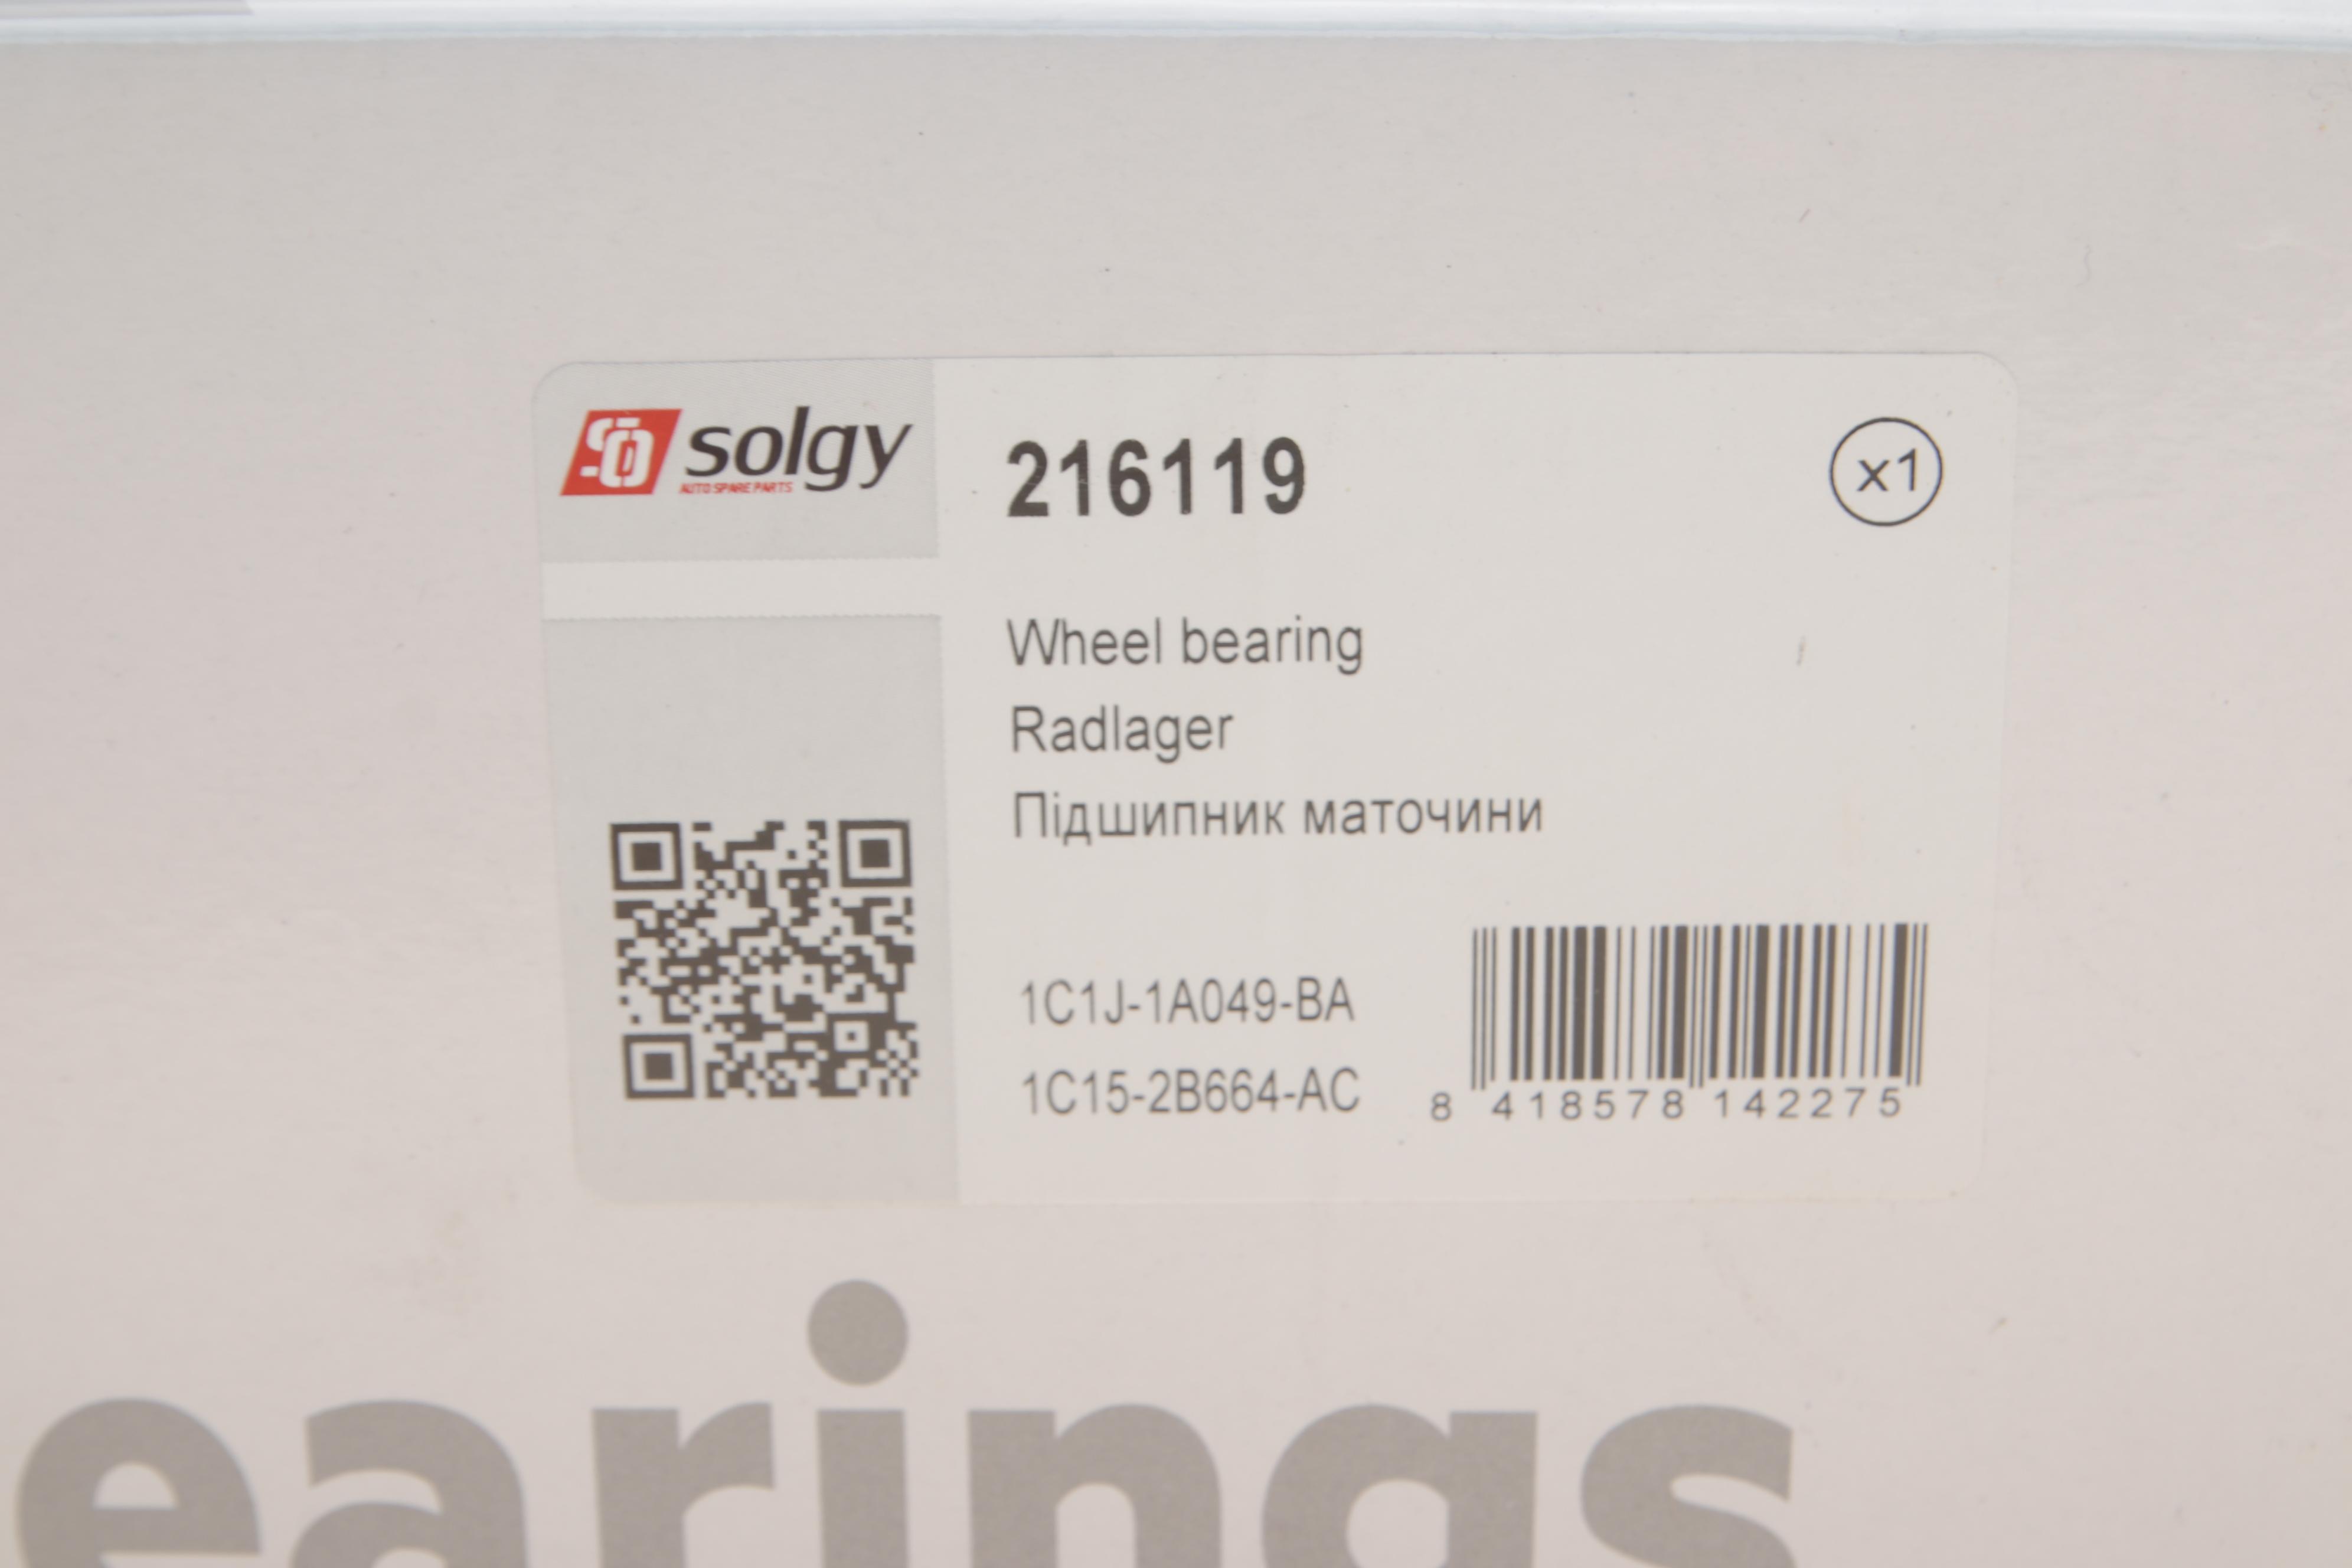 solgy
AUTO SPARE PARTS
216119
x1
Wheel bearing
Radlager
Підшипник маточини
1C1J-1A049-BA
1C15-2B664-AC
8 418578 142275
earings